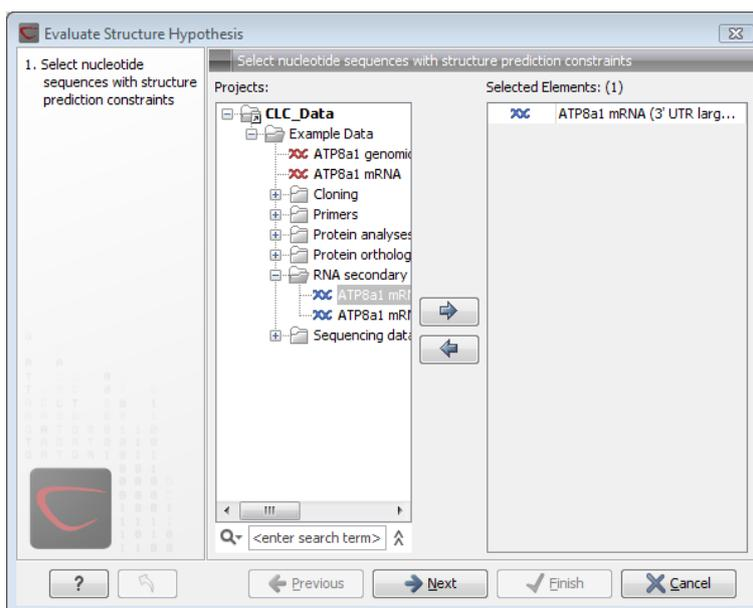 Evaluate Structure Hypothesis
1. Select nucleotide
sequences with structure
prediction constraints
Select nucleotide sequences with structure prediction constraints
Projects:
CLC_Data
Example Data
ATP8a1 genomic
ATP8a1 mRNA
Cloning
Primers
Protein analyses
Protein ortholog
RNA secondary
ATP8a1 mRN
ATP8a1 mRN
Sequencing data
<enter search term>
Selected Elements: (1)
ATP8a1 mRNA (3' UTR larg...
?
Previous
Next
Finish
Cancel